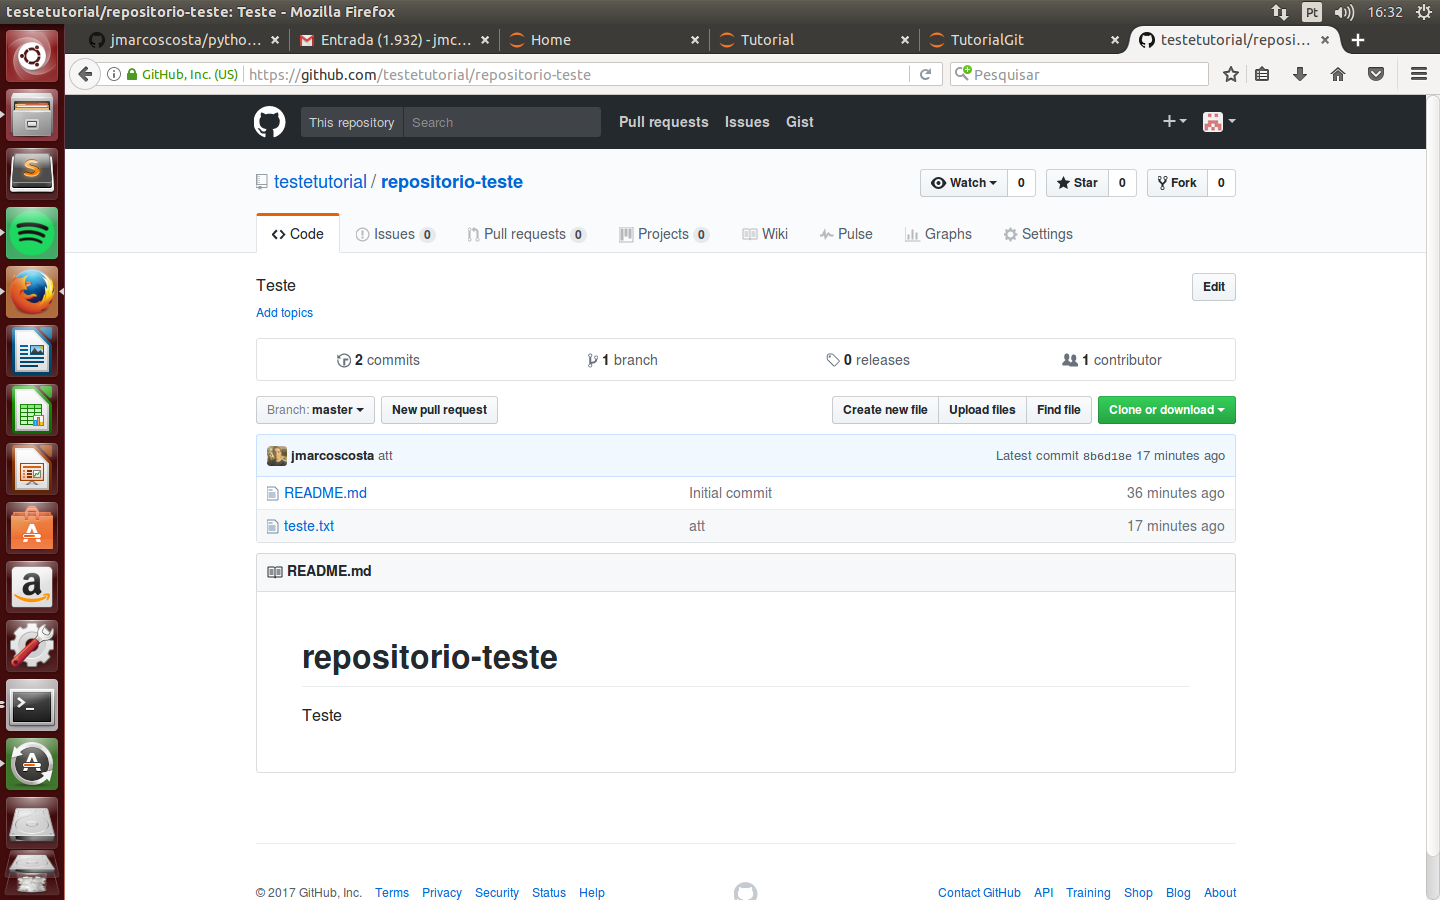 testetutorial/repositorio-teste: Teste - Mozilla Firefox
Pt
16:32
jmarcoscosta/pytho...
Entrada (1.932) - jmc...
Home
Tutorial
TutorialGit
testetutorial/reposi...
GitHub, Inc. (US)
https://github.com/testetutorial/repositorio-teste
Pesquisar
This repository
Search
Pull requests
Issues
Gist
testetutorial / repositorio-teste
Watch 0
Star 0
Fork 0
Code
Issues 0
Pull requests 0
Projects 0
Wiki
Pulse
Graphs
Settings
Teste
Edit
Add topics
2 commits
1 branch
0 releases
1 contributor
Branch: master
New pull request
Create new file
Upload files
Find file
Clone or download
jmarcoscosta att
Latest commit 8b6d18e 17 minutes ago
README.md
Initial commit
36 minutes ago
teste.txt
att
17 minutes ago
README.md
repositorio-teste
Teste
© 2017 GitHub, Inc.
Terms
Privacy
Security
Status
Help
Contact GitHub
API
Training
Shop
Blog
About